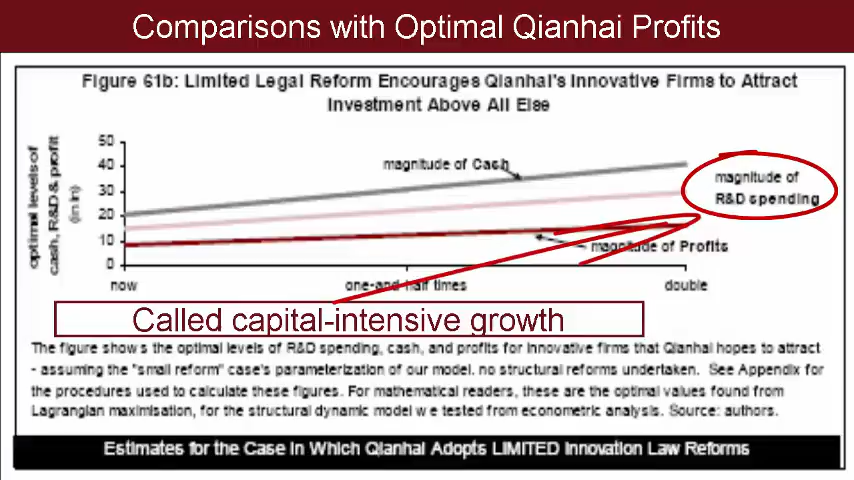 Comparisons with Optimal Qianhai Profits
Figure 61b: Limited Legal Reform Encourages Qianhai's Innovative Firms to Attract
Investment Above All Else
optimal levels of
cash, R&D & profit
(in ln)
50
40
30
20
10
0
magnitude of Cash
magnitude of
R&D spending
magnitude of Profits
now
one-and-half times
double
Called capital-intensive growth
The figure shows the optimal levels of R&D spending, cash, and profits for innovative firms that Qianhai hopes to attract
- assuming the "small reform" case's parameterization of our model. no structural reforms undertaken. See Appendix for
the procedures used to calculate these figures. For mathematical readers, these are the optimal values found from
Lagrangian maximisation, for the structural dynamic model we tested from econometric analysis. Source: authors.
Estimates for the Case in Which Qianhai Adopts LIMITED Innovation Law Reforms